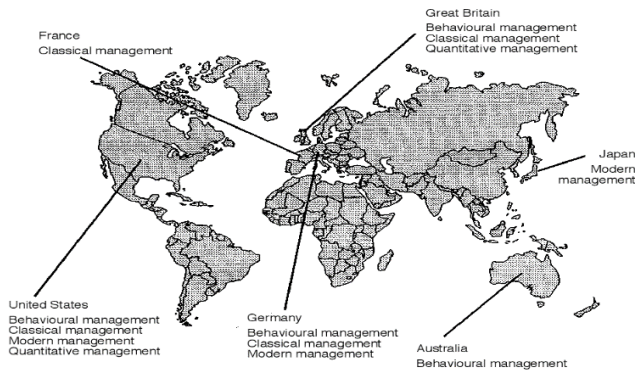 France
Classical management
Great Britain
Behavioural management
Classical management
Quantitative management
Japan
Modern
management
United States
Behavioural management
Classical management
Modern management
Quantitative management
Germany
Behavioural management
Classical management
Modern management
Australia
Behavioural management